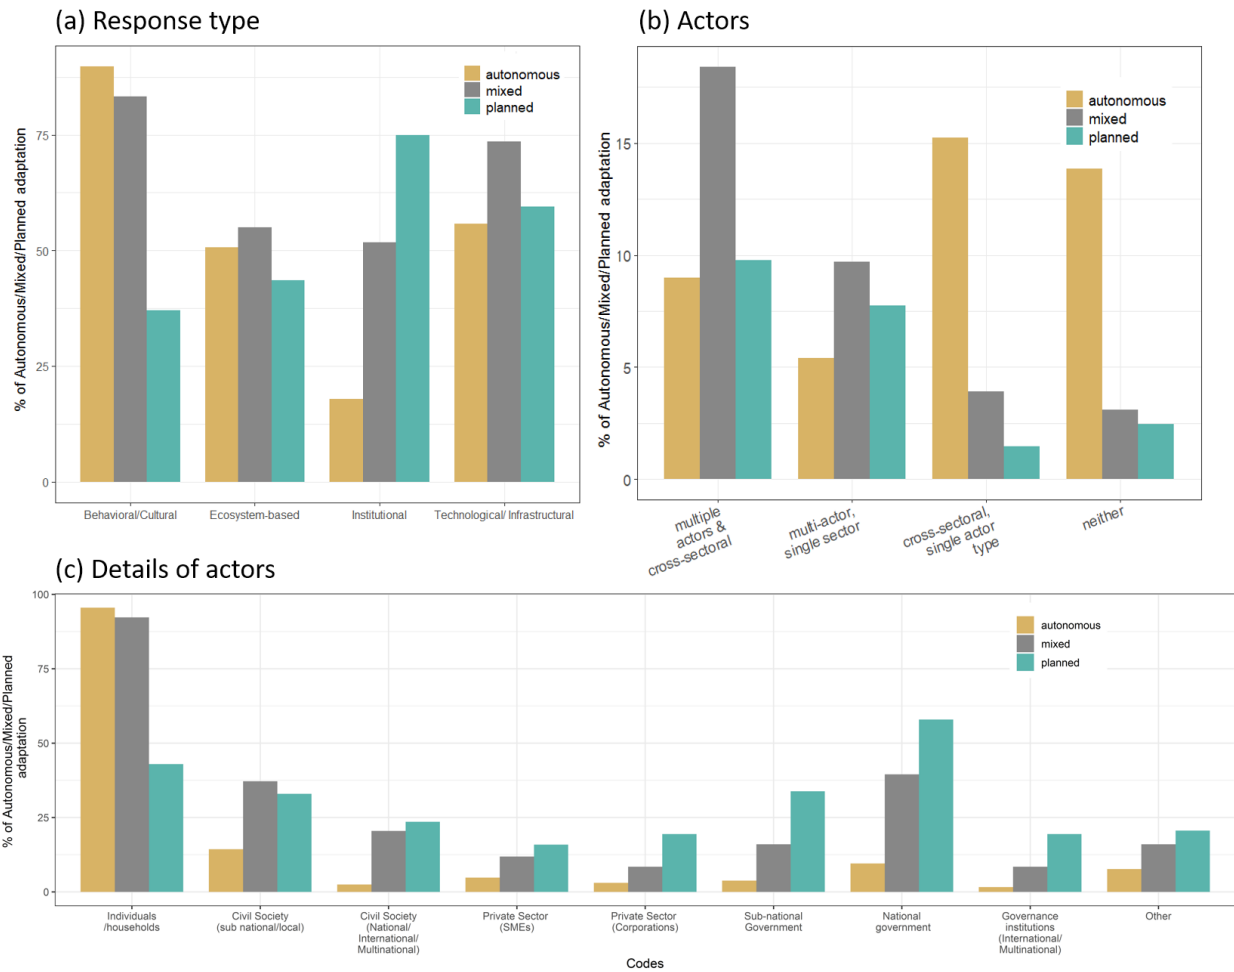 (a) Response type
% of Autonomous/Mixed/Planned adaptation
75
50
25
0
autonomous
mixed
planned
Behavioral/Cultural
Ecosystem-based
Institutional
Technological/ Infrastructural
(b) Actors
% of Autonomous/Mixed/Planned adaptation
15
10
5
0
autonomous
mixed
planned
multiple
actors &
cross-sectoral
multi-actor,
single sector
cross-sectoral,
single actor
type
neither
(c) Details of actors
% of Autonomous/Mixed/Planned
adaptation
100
75
50
25
0
autonomous
mixed
planned
Individuals
/households
Civil Society
(sub national/local)
Civil Society
(National/
International/
Multinational)
Private Sector
(SMEs)
Private Sector
(Corporations)
Sub-national
Government
National
government
Governance
institutions
(International/
Multinational)
Other
Codes